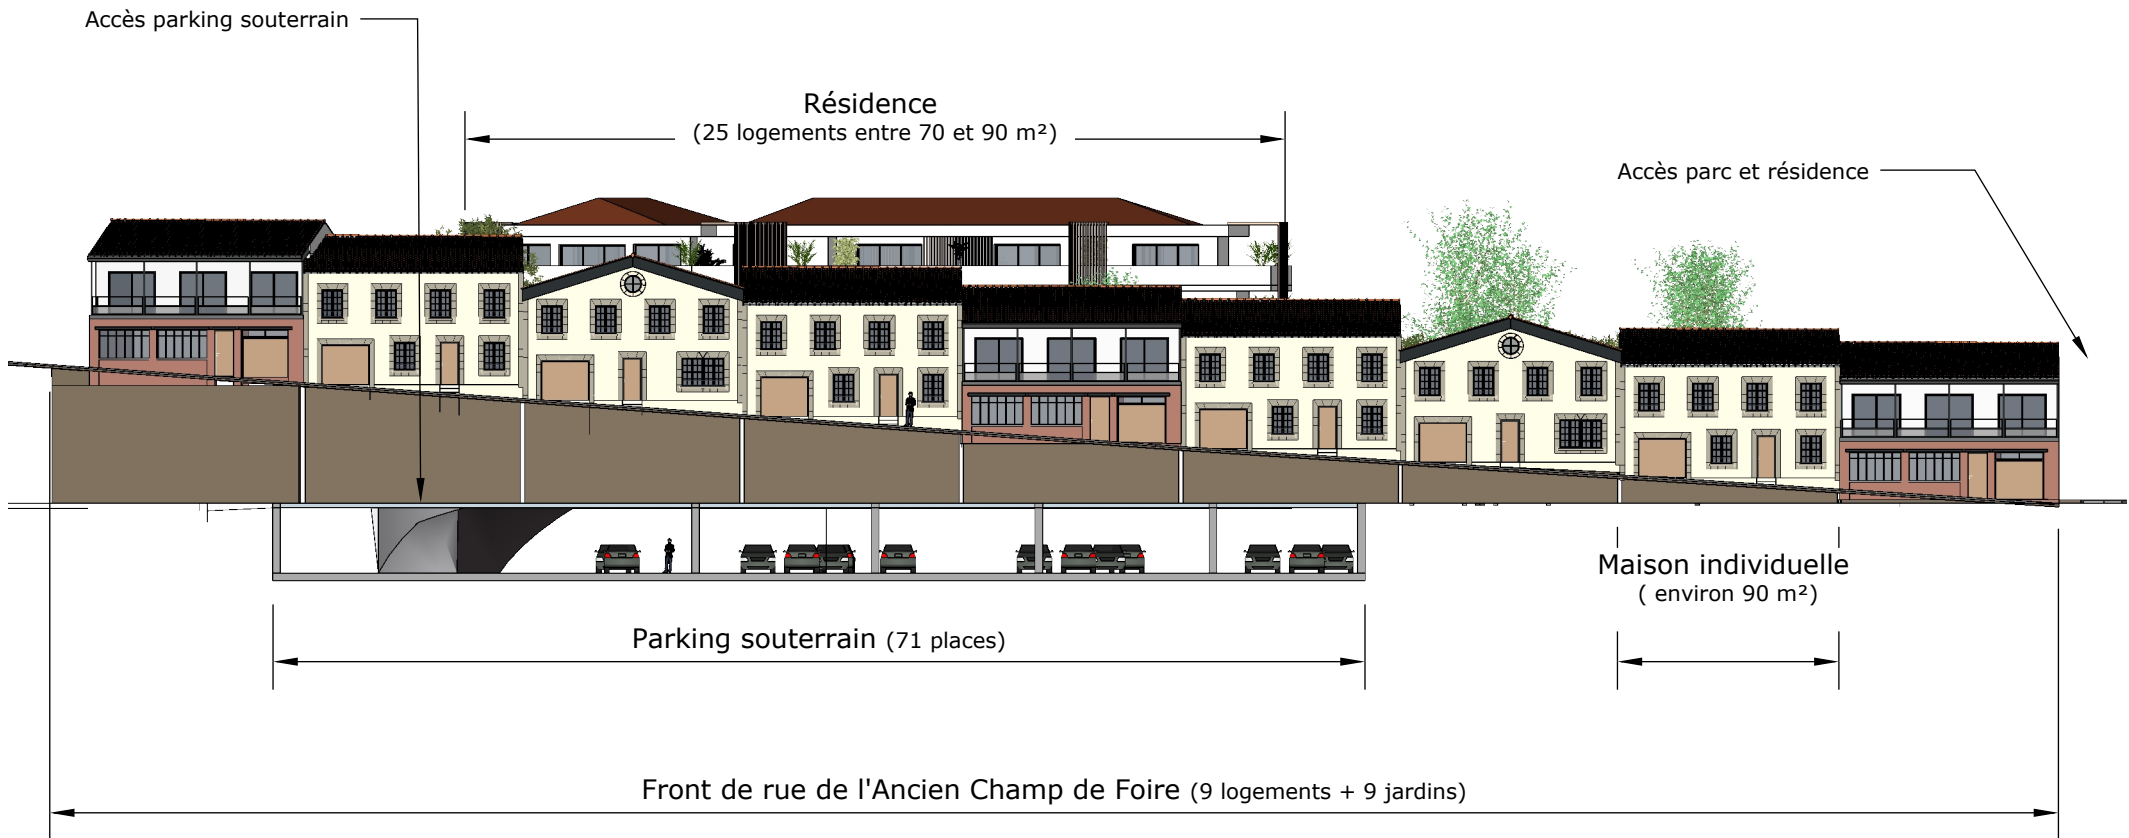 Accès parking souterrain
Résidence
(25 logements entre 70 et 90 m²)
Accès parc et résidence
Maison individuelle
( environ 90 m²)
Parking souterrain (71 places)
Front de rue de l'Ancien Champ de Foire (9 logements + 9 jardins)